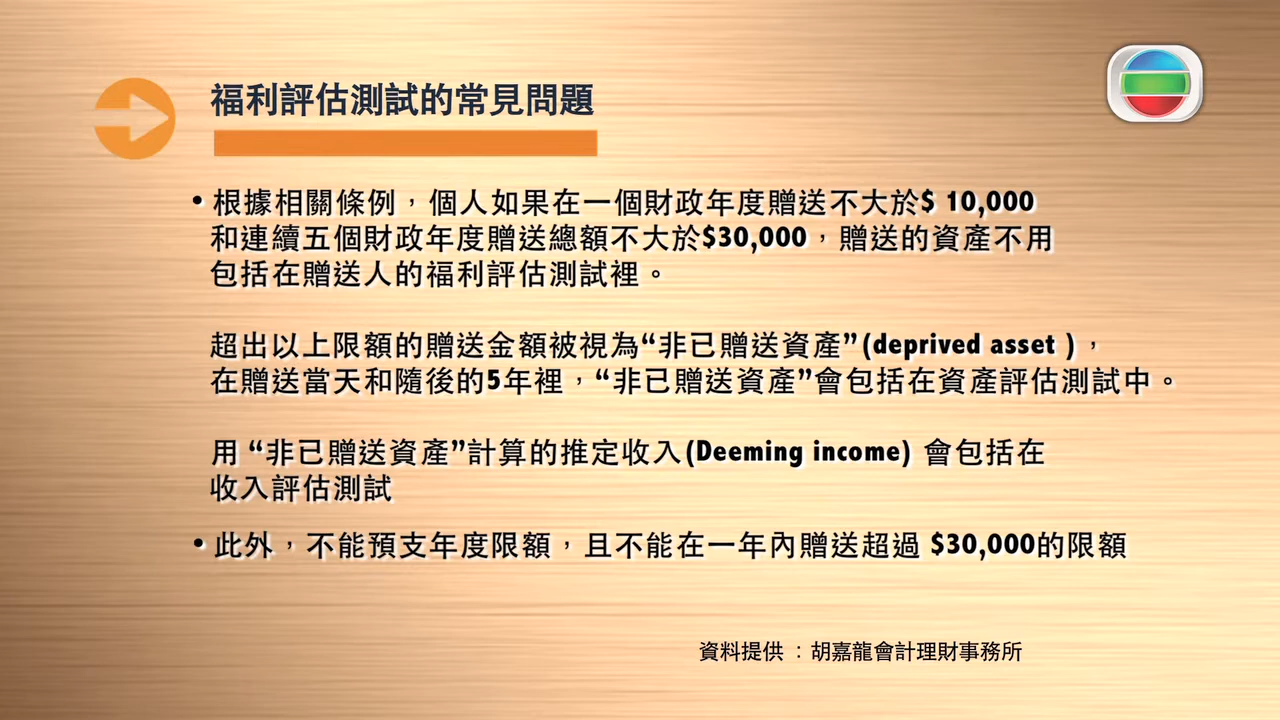 福利評估測試的常見問題
• 根據相關條例，個人如果在一個財政年度贈送不大於$ 10,000
和連續五個財政年度贈送總額不大於$30,000，贈送的資產不用
包括在贈送人的福利評估測試裡。
超出以上限額的贈送金額被視為“非已贈送資產”(deprived asset )，
在贈送當天和隨後的5年裡，“非已贈送資產”會包括在資產評估測試中。
用 “非已贈送資產”計算的推定收入(Deeming income) 會包括在
收入評估測試
• 此外，不能預支年度限額，且不能在一年內贈送超過 $30,000的限額
資料提供 ：胡嘉龍會計理財事務所